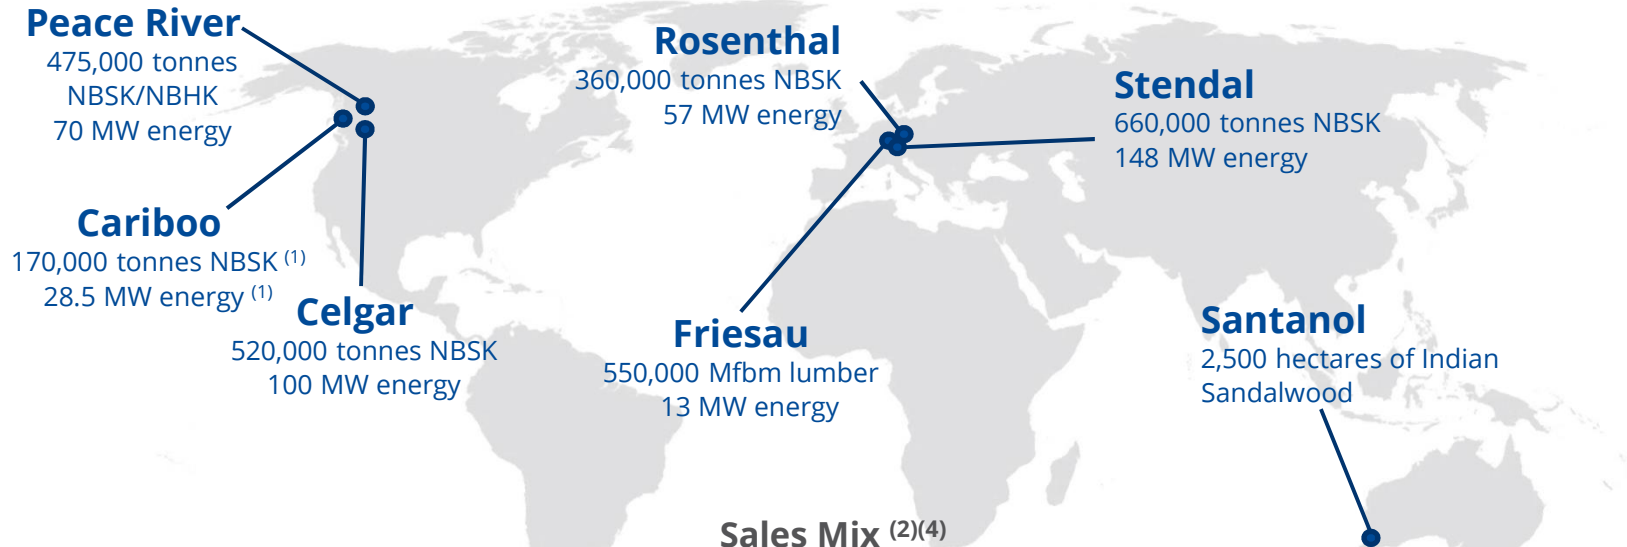 Peace River
475,000 tonnes
NBSK/NBHK
70 MW energy
Cariboo
170,000 tonnes NBSK (1)
28.5 MW energy (1)
Celgar
520,000 tonnes NBSK
100 MW energy
Rosenthal
360,000 tonnes NBSK
57 MW energy
Stendal
660,000 tonnes NBSK
148 MW energy
Friesau
550,000 Mfbm lumber
13 MW energy
Santanol
2,500 hectares of Indian
Sandalwood
Sales Mix (2)(4)